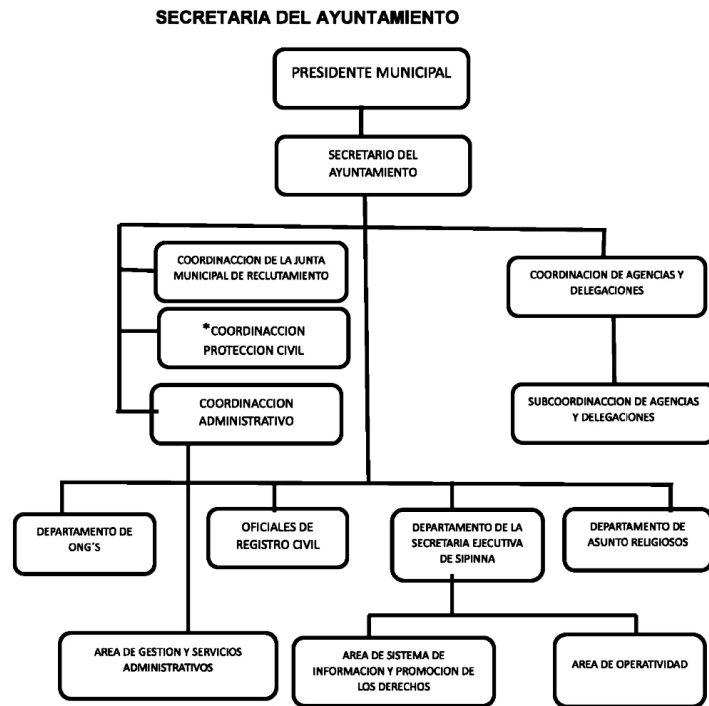 SECRETARIA DEL AYUNTAMIENTO
PRESIDENTE MUNICIPAL
SECRETARIO DEL
AYUNTAMIENTO
COORDINACCION DE LA JUNTA
MUNICIPAL DE RECLUTAMIENTO
COORDINACION DE AGENCIAS Y
DELEGACIONES
*COORDINACCION
PROTECCION CIVIL
COORDINACCION
ADMINISTRATIVO
SUBCOORDINACCION DE AGENCIAS
Y DELEGACIONES
DEPARTAMENTO DE
ONG´S
OFICIALES DE
REGISTRO CIVIL
DEPARTAMENTO DE LA
SECRETARIA EJECUTIVA
DE SIPINNA
DEPARTAMENTO DE
ASUNTO RELIGIOSOS
AREA DE GESTION Y SERVICIOS
ADMINISTRATIVOS
AREA DE SISTEMA DE
INFORMACION Y PROMOCION DE
LOS DERECHOS
AREA DE OPERATIVIDAD